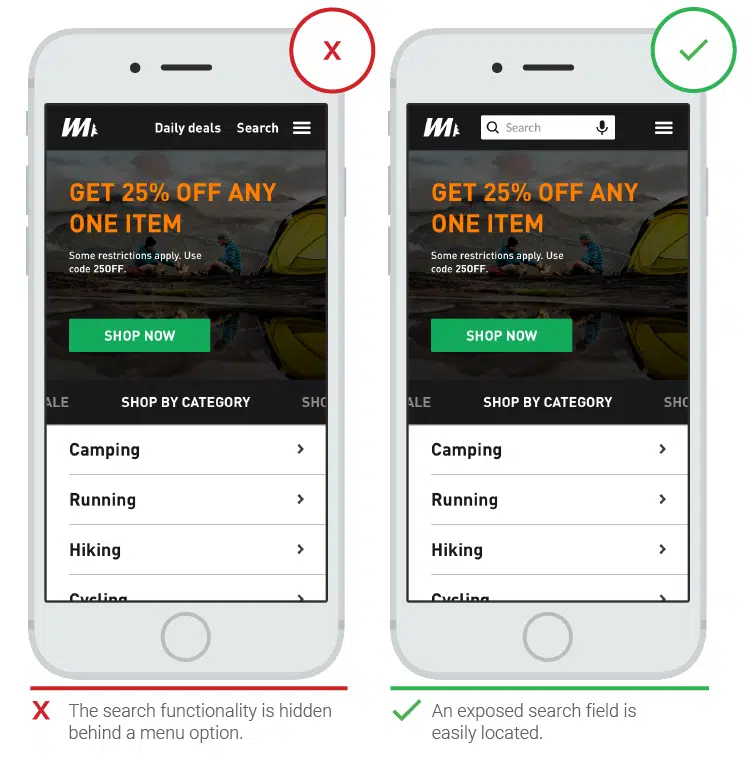 X
Daily deals Search
GET 25% OFF ANY
ONE ITEM
Some restrictions apply. Use
code 25OFF.
SHOP NOW
ALE SHOP BY CATEGORY SHO
Camping
Running
Hiking
Cycling
X The search functionality is hidden
behind a menu option.
Search
GET 25% OFF ANY
ONE ITEM
Some restrictions apply. Use
code 25OFF.
SHOP NOW
ALE SHOP BY CATEGORY SHO
Camping
Running
Hiking
Cycling
An exposed search field is
easily located.